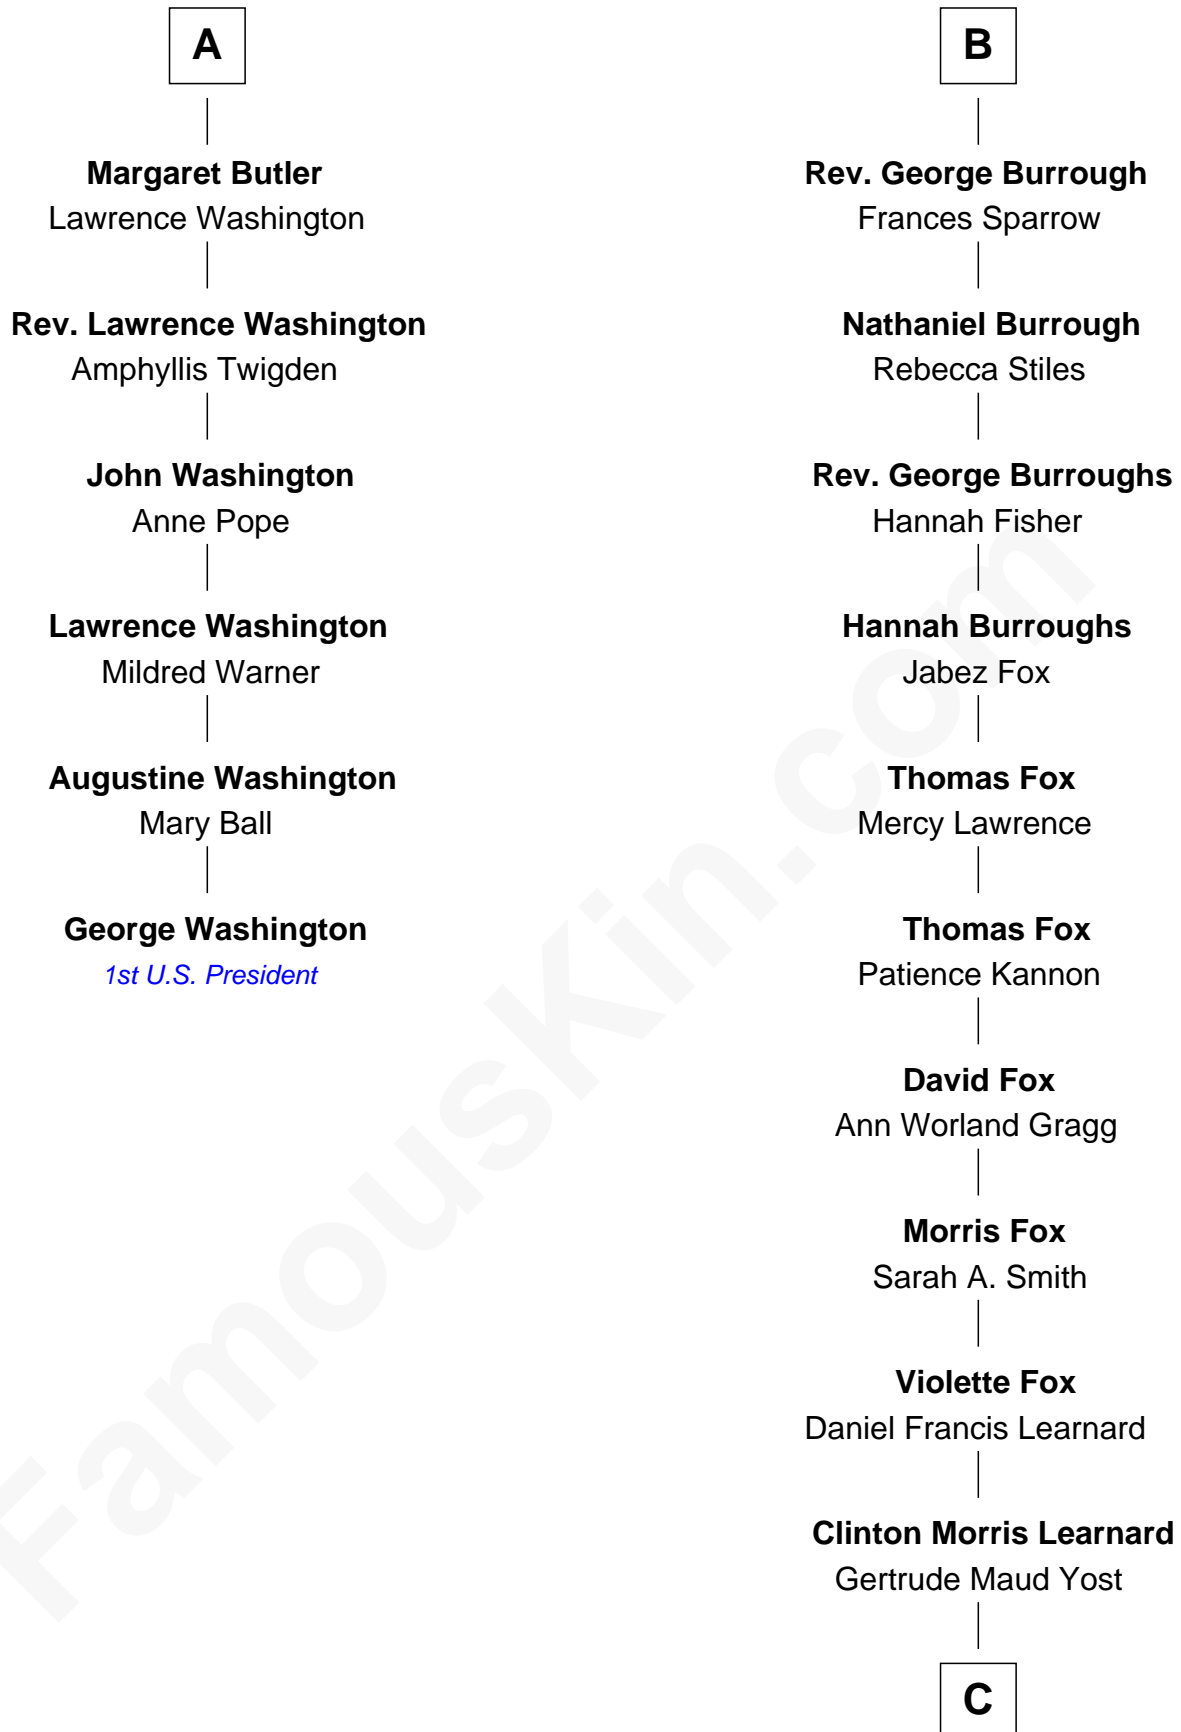 A
Margaret Butler
Lawrence Washington
Rev. Lawrence Washington
Amphyllis Twigden
John Washington
Anne Pope
Lawrence Washington
Mildred Warner
Augustine Washington
Mary Ball
George Washington
1st U.S. President
B
Rev. George Burrough
Frances Sparrow
Nathaniel Burrough
Rebecca Stiles
Rev. George Burroughs
Hannah Fisher
Hannah Burroughs
Jabez Fox
Thomas Fox
Mercy Lawrence
Thomas Fox
Patience Kannon
David Fox
Ann Worland Gragg
Morris Fox
Sarah A. Smith
Violette Fox
Daniel Francis Learnard
Clinton Morris Learnard
Gertrude Maud Yost
C
FamousKin.com